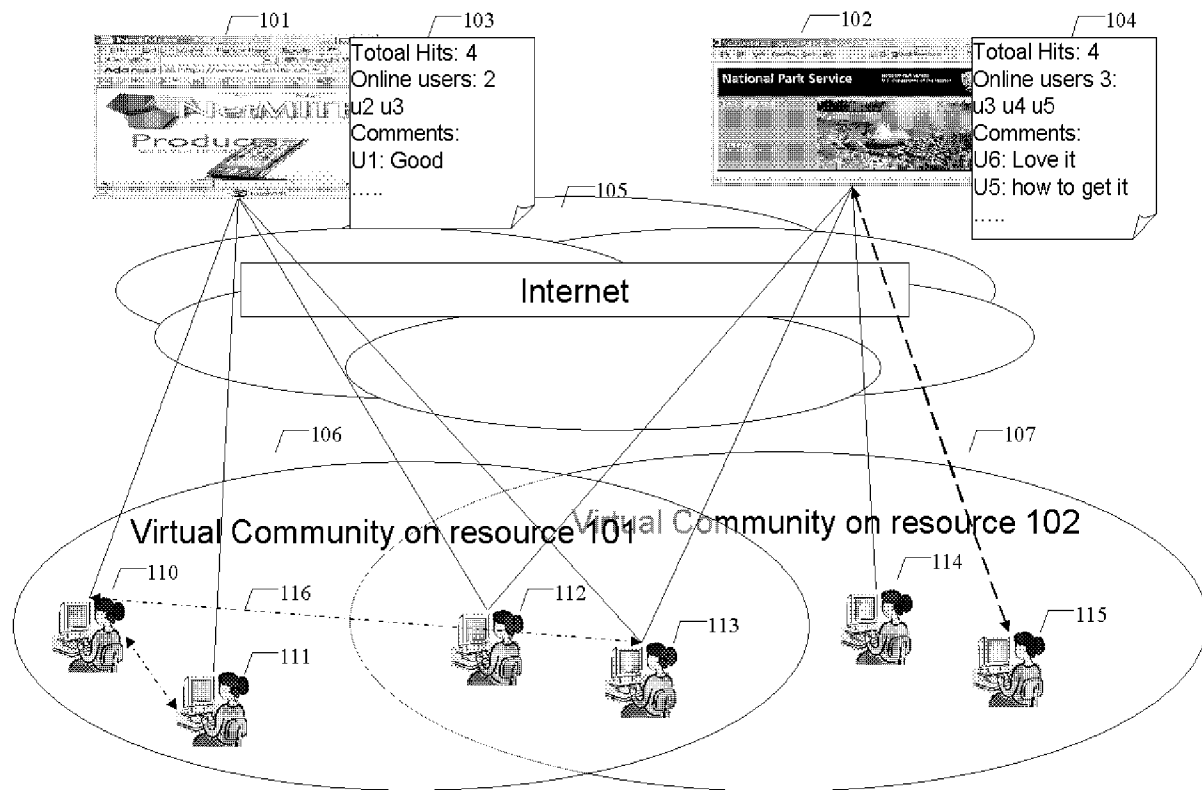 101
103
102
104
Totoal Hits: 4
Online users: 2
u2 u3
Comments:
U1: Good
.....
Address
Products
National Park Service
Totoal Hits: 4
Online users 3:
u3 u4 u5
Comments:
U6: Love it
U5: how to get it
.....
105
Internet
106
107
Virtual Community on resource 101
Virtual Community on resource 102
110
116
112
114
111
113
115